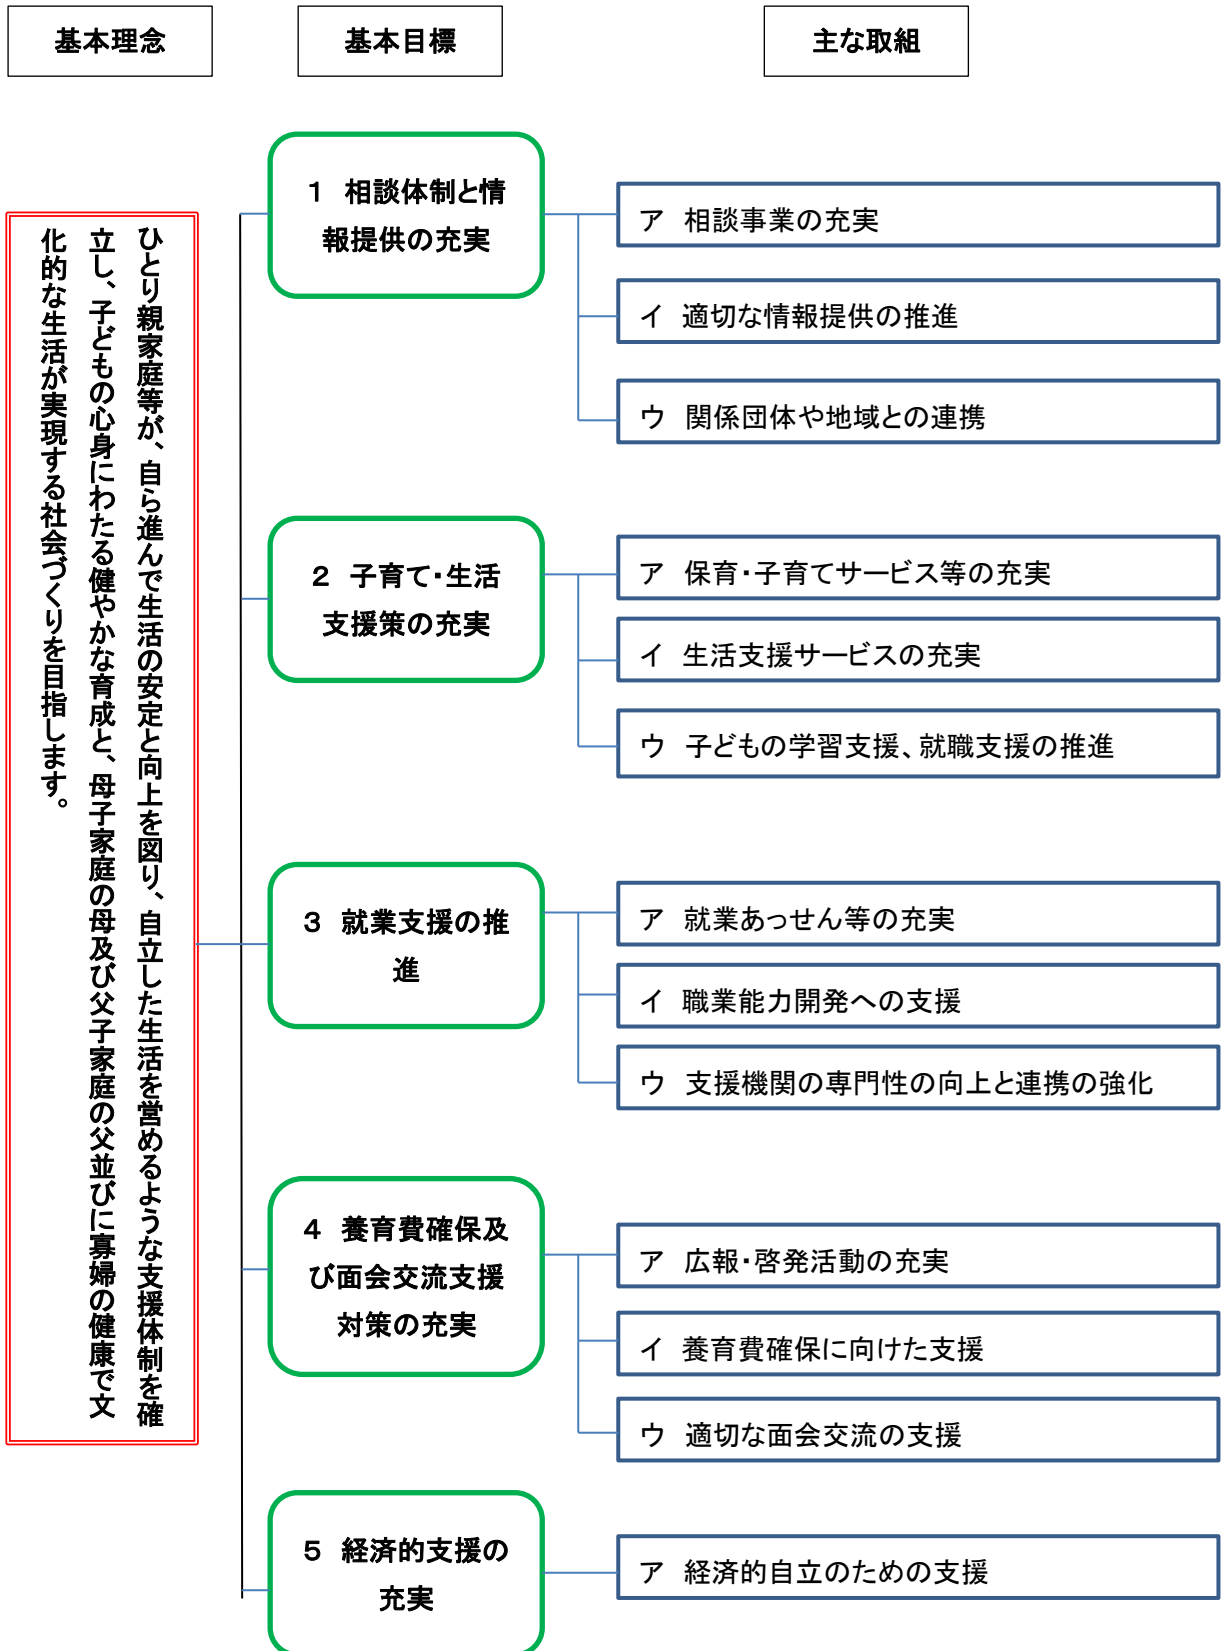 基本理念
基本目標
主な取組
ひとり親家庭等が、自ら進んで生活の安定と向上を図り、自立した生活を営めるような支援体制を確
立し、子どもの心身にわたる健やかな育成と、母子家庭の母及び父子家庭の父並びに寡婦の健康で文
化的な生活が実現する社会づくりを目指します。
１　相談体制と情
報提供の充実
ア　相談事業の充実
イ　適切な情報提供の推進
ウ　関係団体や地域との連携
２　子育て・生活
支援策の充実
ア　保育・子育てサービス等の充実
イ　生活支援サービスの充実
ウ　子どもの学習支援、就職支援の推進
３　就業支援の推
進
ア　就業あっせん等の充実
イ　職業能力開発への支援
ウ　支援機関の専門性の向上と連携の強化
４　養育費確保及
び面会交流支援
対策の充実
ア　広報・啓発活動の充実
イ　養育費確保に向けた支援
ウ　適切な面会交流の支援
５　経済的支援の
充実
ア　経済的自立のための支援